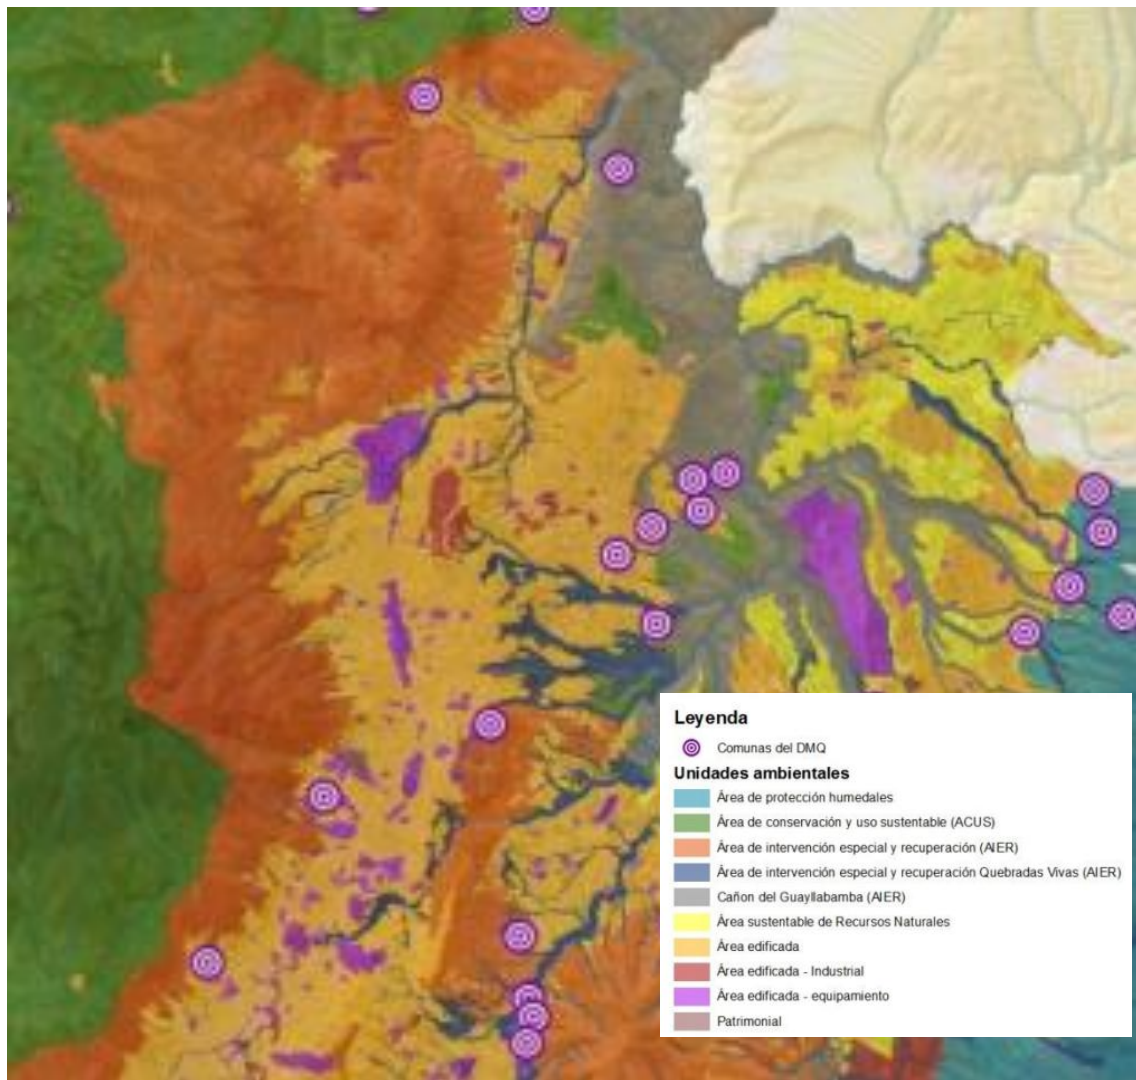 Leyenda
Comunas del DMQ
Unidades ambientales
Área de protección humedales
Área de conservación y uso sustentable (ACUS)
Área de intervención especial y recuperación (AIER)
Área de intervención especial y recuperación Quebradas Vivas (AIER)
Cañon del Guayllabamba (AIER)
Área sustentable de Recursos Naturales
Área edificada
Área edificada - Industrial
Área edificada - equipamiento
Patrimonial